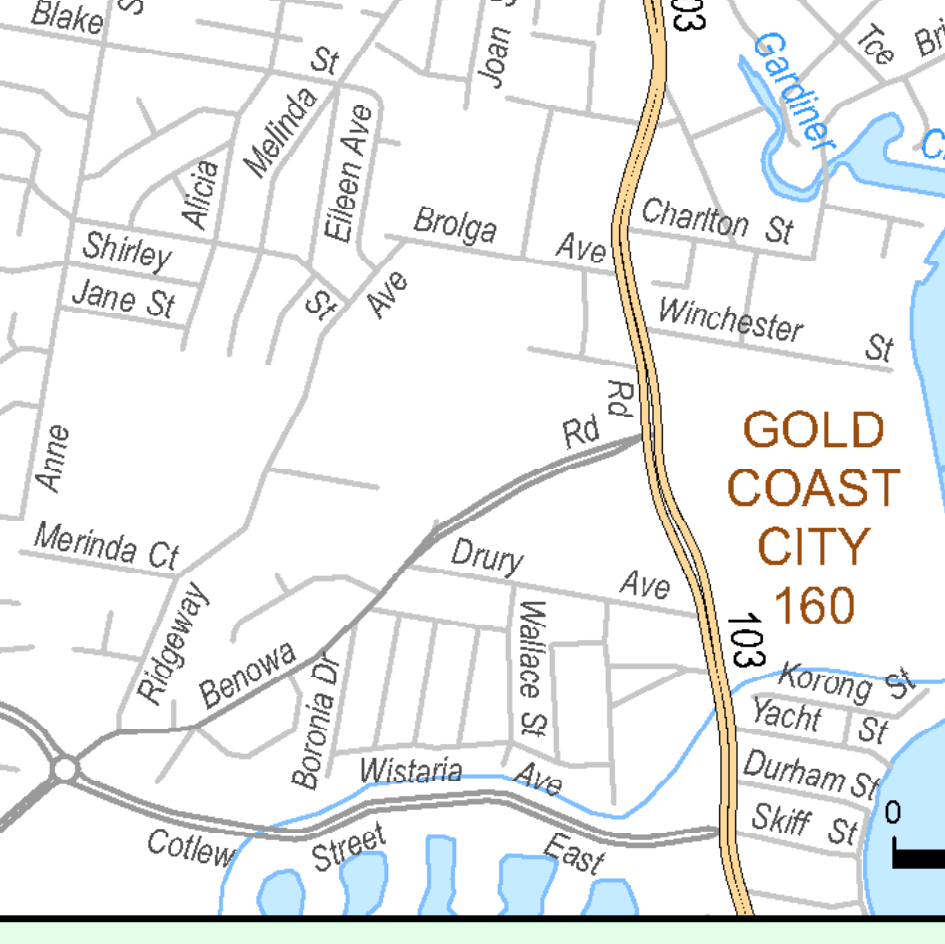 Blake
St
Joan
103
Gardiner
Tce
Melinda
Eileen Ave
Alicia
Brolga
Ave
Charlton St
Shirley
St
Jane St
Ave
Winchester
St
Rd
Rd
GOLD
COAST
CITY
160
Anne
Merinda Ct
Drury
Ave
Ridgeway
Benowa
Boronia Dr
Wallace St
103
Korong St
Yacht St
Durham St
Skiff St
0
Wistaria Ave
Cotlew Street East